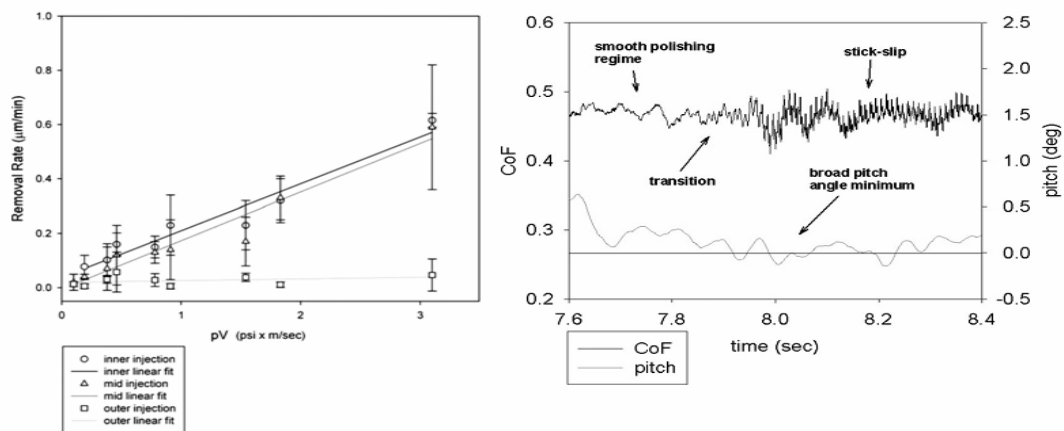 1.0
0.8
0.6
0.4
0.2
0.0
Removal Rate (μm/min)
0
1
2
3
pV (psi x m/sec)
inner injection
inner linear fit
mid injection
mid linear fit
outer injection
outer linear fit
0.6
0.5
0.4
0.3
0.2
CoF
smooth polishing
regime
stick-slip
transition
broad pitch
angle minimum
2.5
2.0
1.5
1.0
0.5
0.0
-0.5
pitch (deg)
7.6
7.8
8.0
8.2
8.4
time (sec)
CoF
pitch